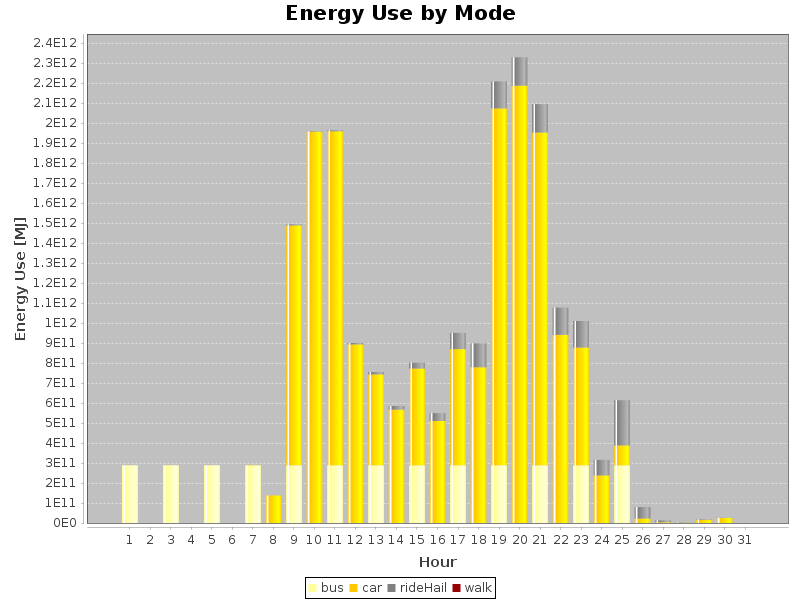 Energy Use by Mode
Energy Use [MJ]
2.4E12
2.3E12
2.2E12
2.1E12
2E12
1.9E12
1.8E12
1.7E12
1.6E12
1.5E12
1.4E12
1.3E12
1.2E12
1.1E12
1E12
9E11
8E11
7E11
6E11
5E11
4E11
3E11
2E11
1E11
0E0
1 2 3 4 5 6 7 8 9 10 11 12 13 14 15 16 17 18 19 20 21 22 23 24 25 26 27 28 29 30 31
Hour
bus car rideHail walk